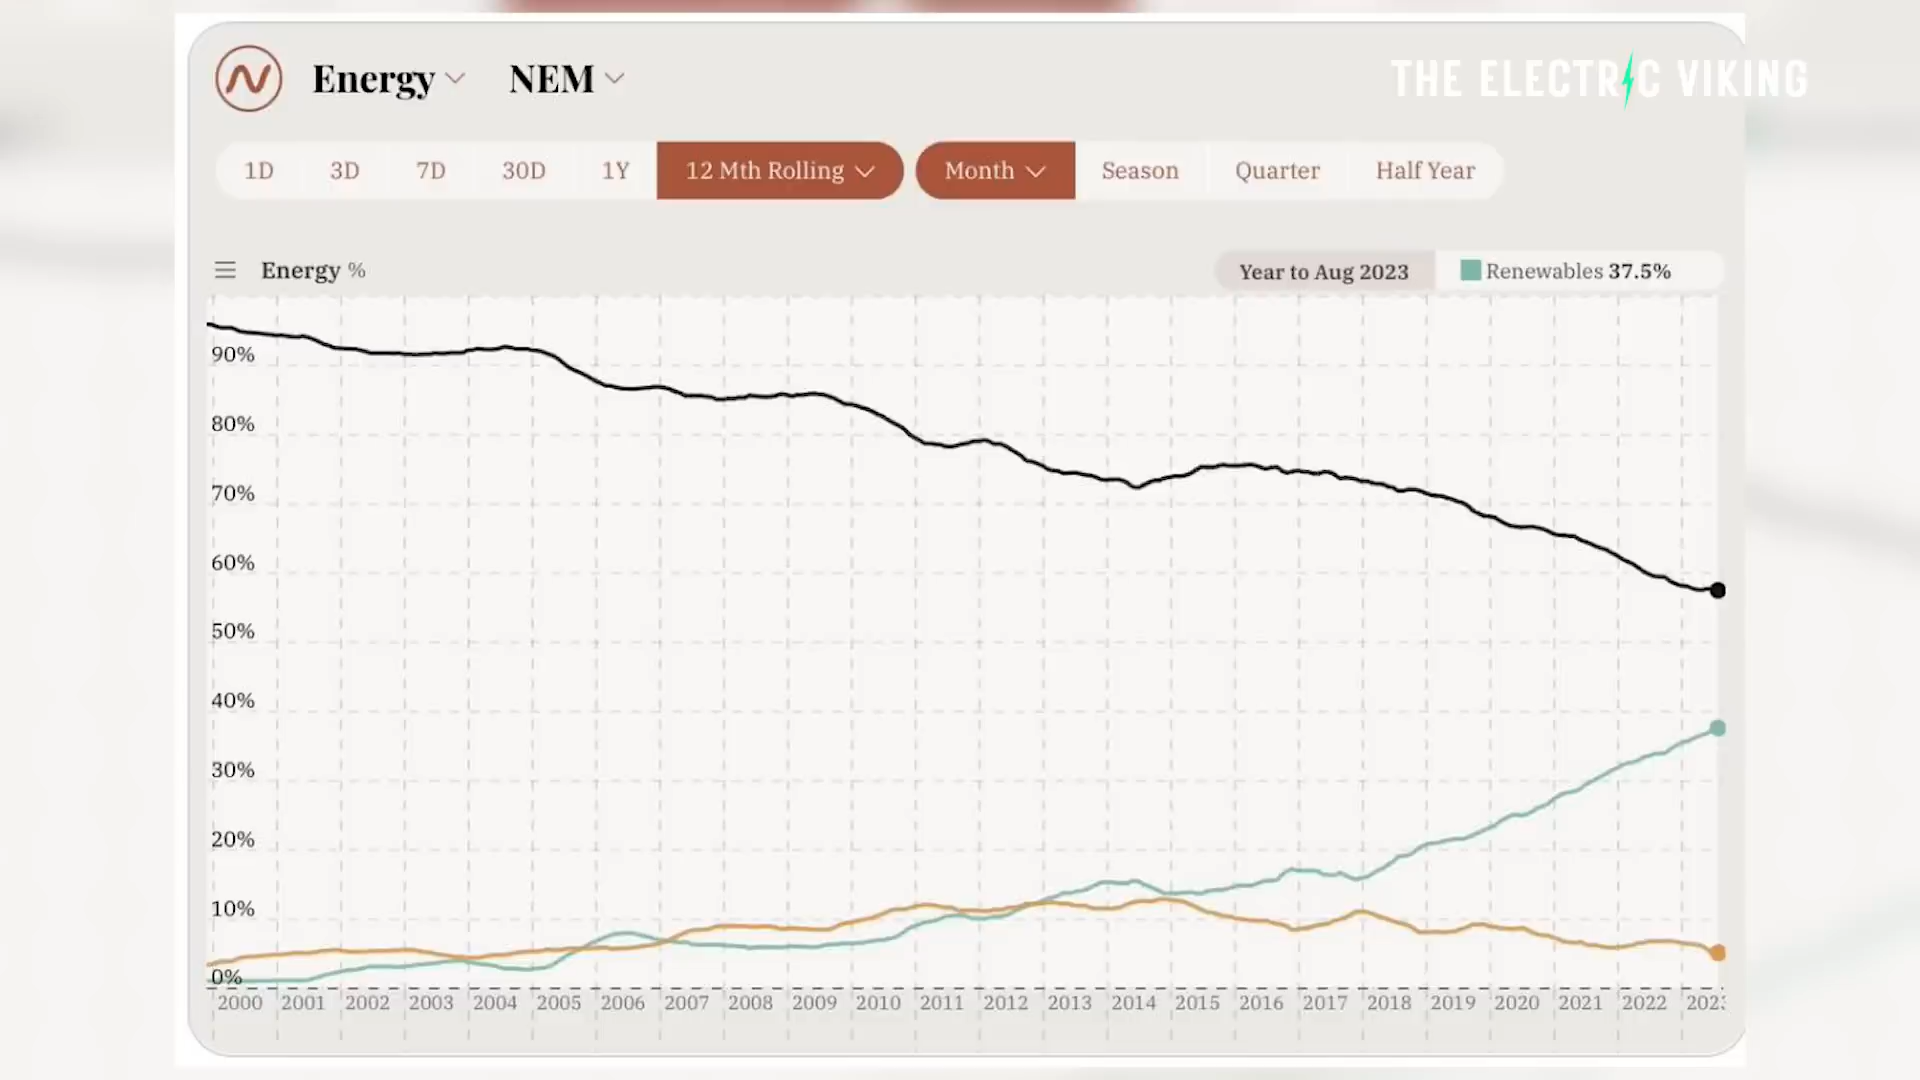 Energy NEM
THE ELECTRIC VIKING
1D 3D 7D 30D 1Y 12 Mth Rolling Month Season Quarter Half Year
Energy %
Year to Aug 2023 Renewables 37.5%
90%
80%
70%
60%
50%
40%
30%
20%
10%
0%
2000 2001 2002 2003 2004 2005 2006 2007 2008 2009 2010 2011 2012 2013 2014 2015 2016 2017 2018 2019 2020 2021 2022 2023